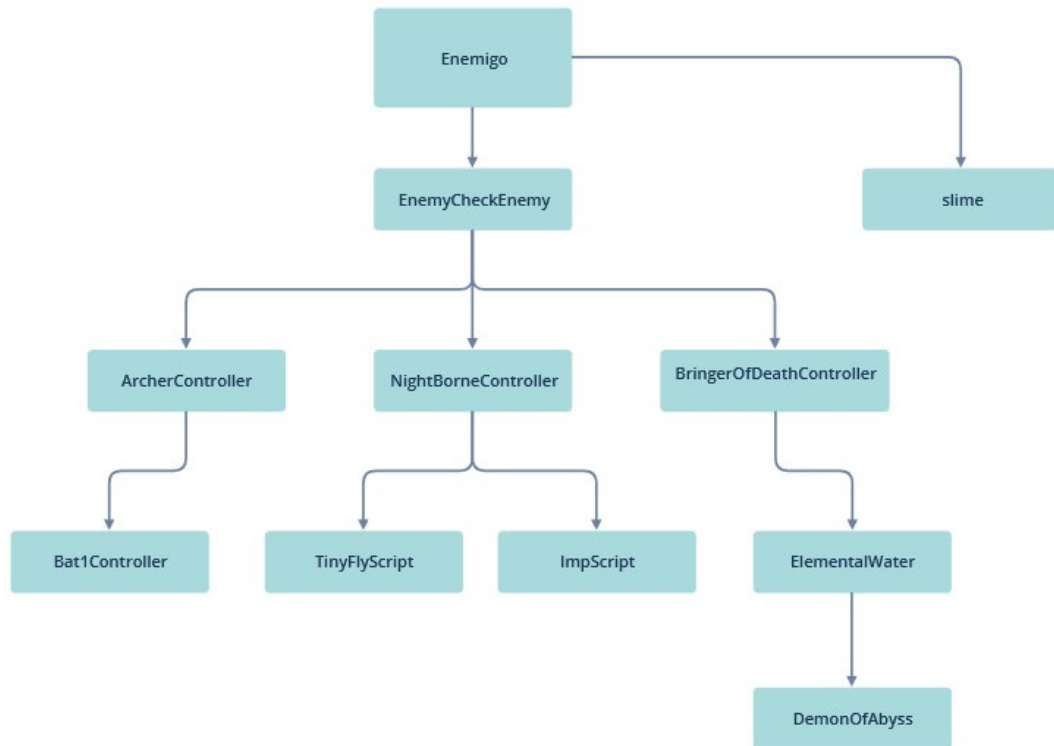 Enemigo
EnemyCheckEnemy
slime
ArcherController
NightBorneController
BringerOfDeathController
Bat1Controller
TinyFlyScript
ImpScript
ElementalWater
DemonOfAbyss